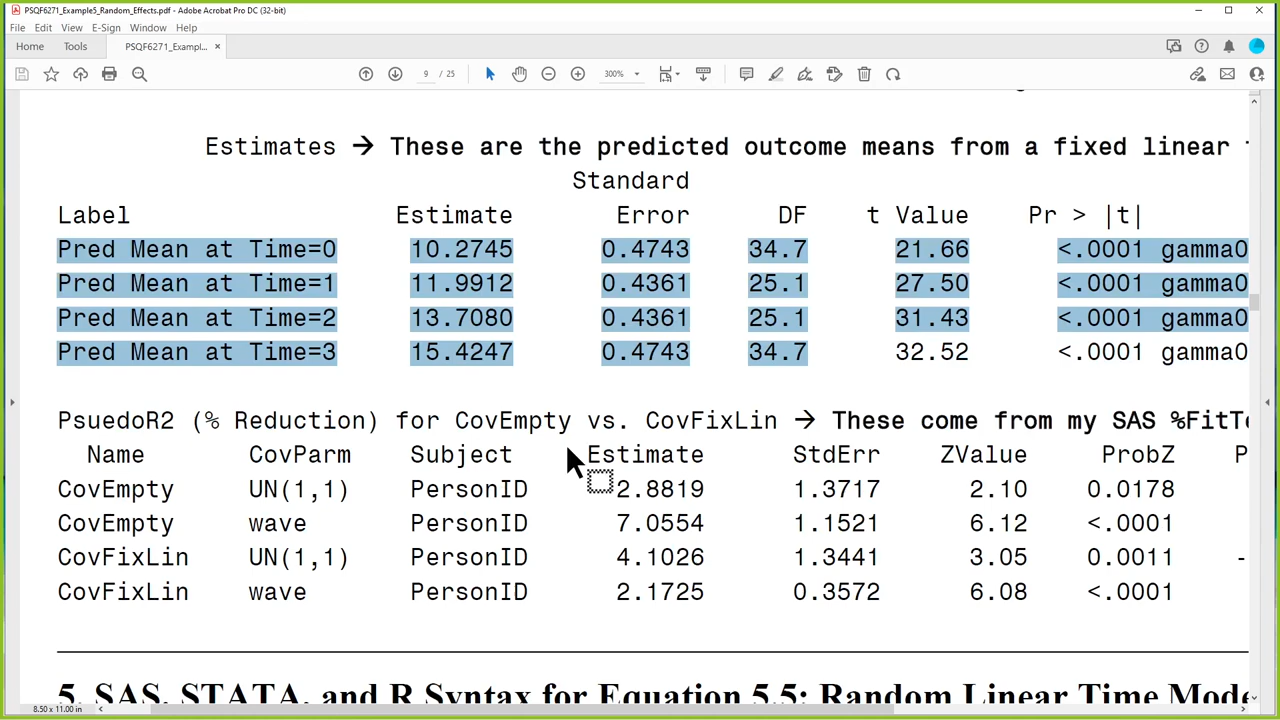 PSQF6271_Example5_Random_Effects.pdf - Adobe Acrobat Pro DC (32-bit)
File Edit View E-Sign Window Help
Home Tools PSQF6271_Exampl... ×
9 / 25 300%
Estimates → These are the predicted outcome means from a fixed linear
Standard
Label Estimate Error DF t Value Pr > |t|
Pred Mean at Time=0 10.2745 0.4743 34.7 21.66 <.0001 gamma0
Pred Mean at Time=1 11.9912 0.4361 25.1 27.50 <.0001 gamma0
Pred Mean at Time=2 13.7080 0.4361 25.1 31.43 <.0001 gamma0
Pred Mean at Time=3 15.4247 0.4743 34.7 32.52 <.0001 gamma0
PsuedoR2 (% Reduction) for CovEmpty vs. CovFixLin → These come from my SAS %FitTe
Name CovParm Subject Estimate StdErr ZValue ProbZ P
CovEmpty UN(1,1) PersonID 2.8819 1.3717 2.10 0.0178
CovEmpty wave PersonID 7.0554 1.1521 6.12 <.0001
CovFixLin UN(1,1) PersonID 4.1026 1.3441 3.05 0.0011 -
CovFixLin wave PersonID 2.1725 0.3572 6.08 <.0001
5. SAS, STATA, and R Syntax for Equation 5.5: Random Linear Time Mode
8.50 x 11.00 in